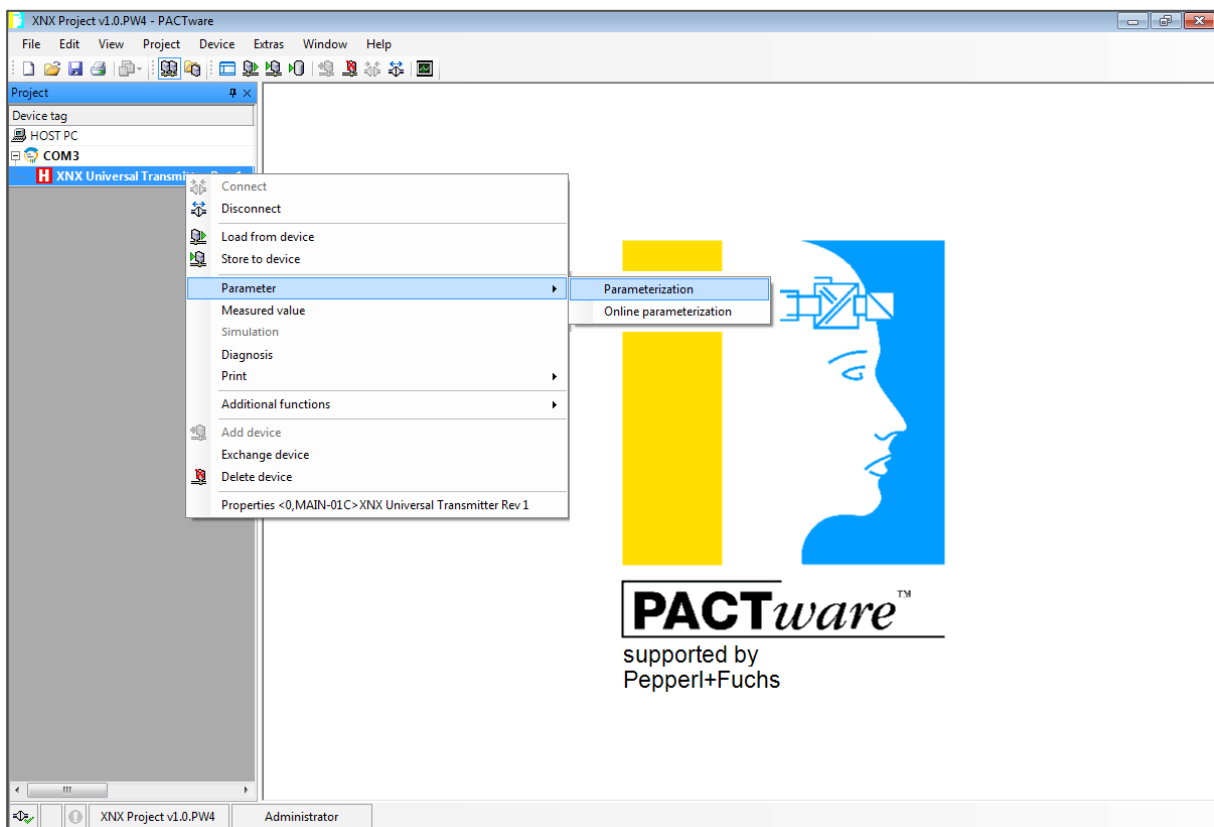 XNX Project v1.0.PW4 - PACTware
File Edit View Project Device Extras Window Help
Project
Device tag
HOST PC
COM3
H XNX Universal
Connect
Disconnect
Load from device
Store to device
Parameter
Parameterization
Measured value
Online parameterization
Simulation
Diagnosis
Print
Additional functions
Add device
Exchange device
Delete device
Properties <0,MAIN-01C>XNX Universal Transmitter Rev 1
PACTware™
supported by
Pepperl+Fuchs
XNX Project v1.0.PW4 Administrator